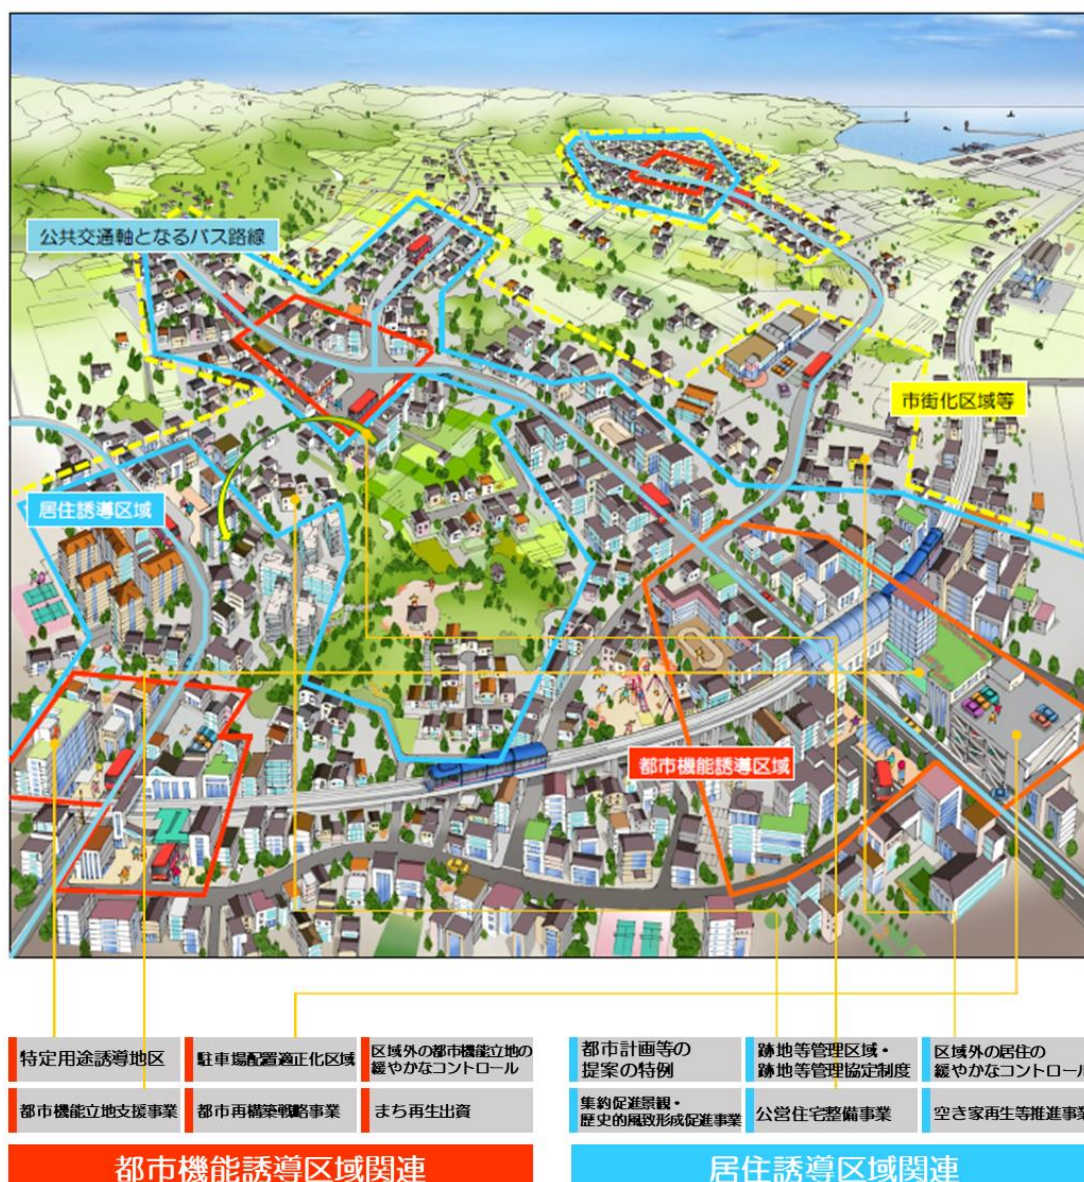 公共交通軸となるバス路線
市街化区域等
居住誘導区域
都市機能誘導区域
特定用途誘導地区
駐車場配置適正化区域
区域外の都市機能立地の
緩やかなコントロール
都市機能立地支援事業
都市再構築戦略事業
まち再生出資
都市機能誘導区域関連
都市計画等の
提案の特例
跡地等管理区域・
跡地等管理協定制度
区域外の居住の
緩やかなコントロール
集約促進景観・
歴史的風致形成促進事業
公営住宅整備事業
空き家再生等推進事業
居住誘導区域関連